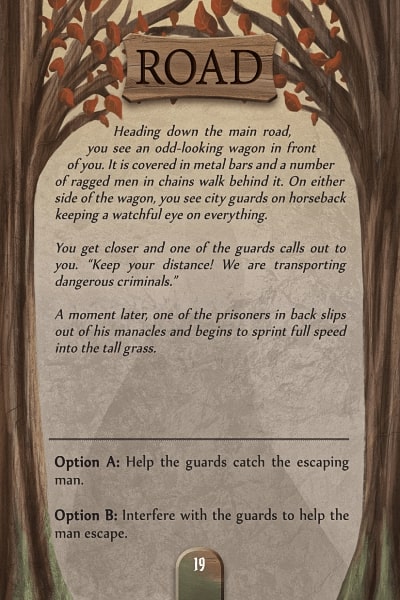 ROAD
Heading down the main road,
you see an odd-looking wagon in front
of you. It is covered in metal bars and a number
of ragged men in chains walk behind it. On either
side of the wagon, you see city guards on horseback
keeping a watchful eye on everything.
You get closer and one of the guards calls out to
you. “Keep your distance! We are transporting
dangerous criminals.”
A moment later, one of the prisoners in back slips
out of his manacles and begins to sprint full speed
into the tall grass.
Option A: Help the guards catch the escaping
man.
Option B: Interfere with the guards to help the
man escape.
19